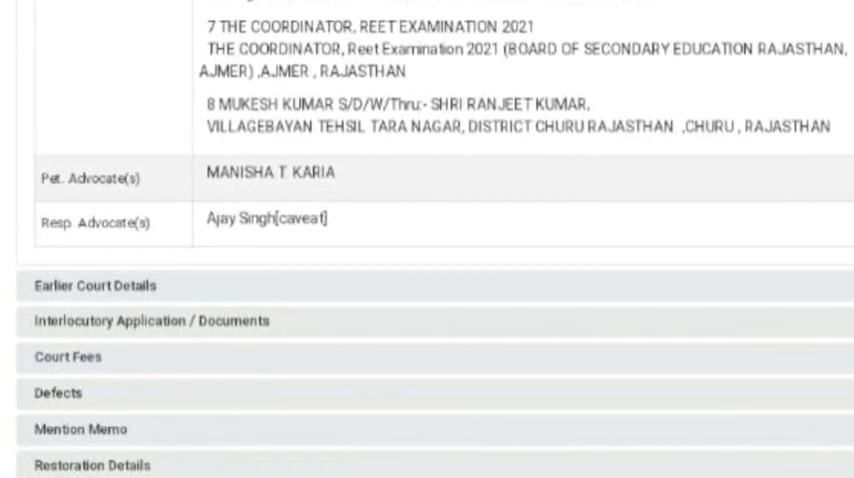 7 THE COORDINATOR, REET EXAMINATION 2021
THE COORDINATOR, Reet Examination 2021 (BOARD OF SECONDARY EDUCATION RAJASTHAN,
AJMER) ,AJMER , RAJASTHAN
8 MUKESH KUMAR S/D/W/Thru:- SHRI RANJEET KUMAR,
VILLAGEBAYAN TEHSIL TARA NAGAR, DISTRICT CHURU RAJASTHAN ,CHURU , RAJASTHAN
Pet. Advocate(s) MANISHA T. KARIA
Resp. Advocate(s) Ajay Singh[caveat]
Earlier Court Details
Interlocutory Application / Documents
Court Fees
Defects
Mention Memo
Restoration Details